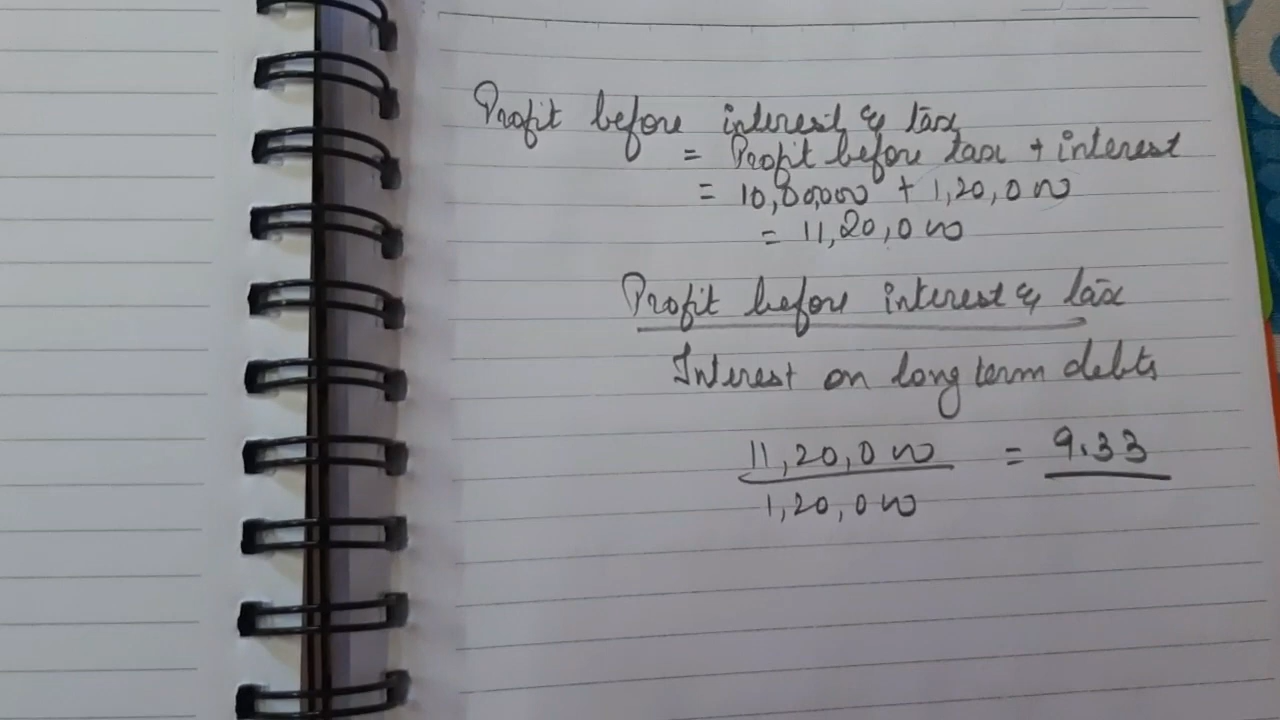 Profit before interest & tax
= Profit before tax + interest
= 10,00,000 + 1,20,000
= 11,20,000
Profit before interest & tax
Interest on long term debts
11,20,000 = 9.33
1,20,000